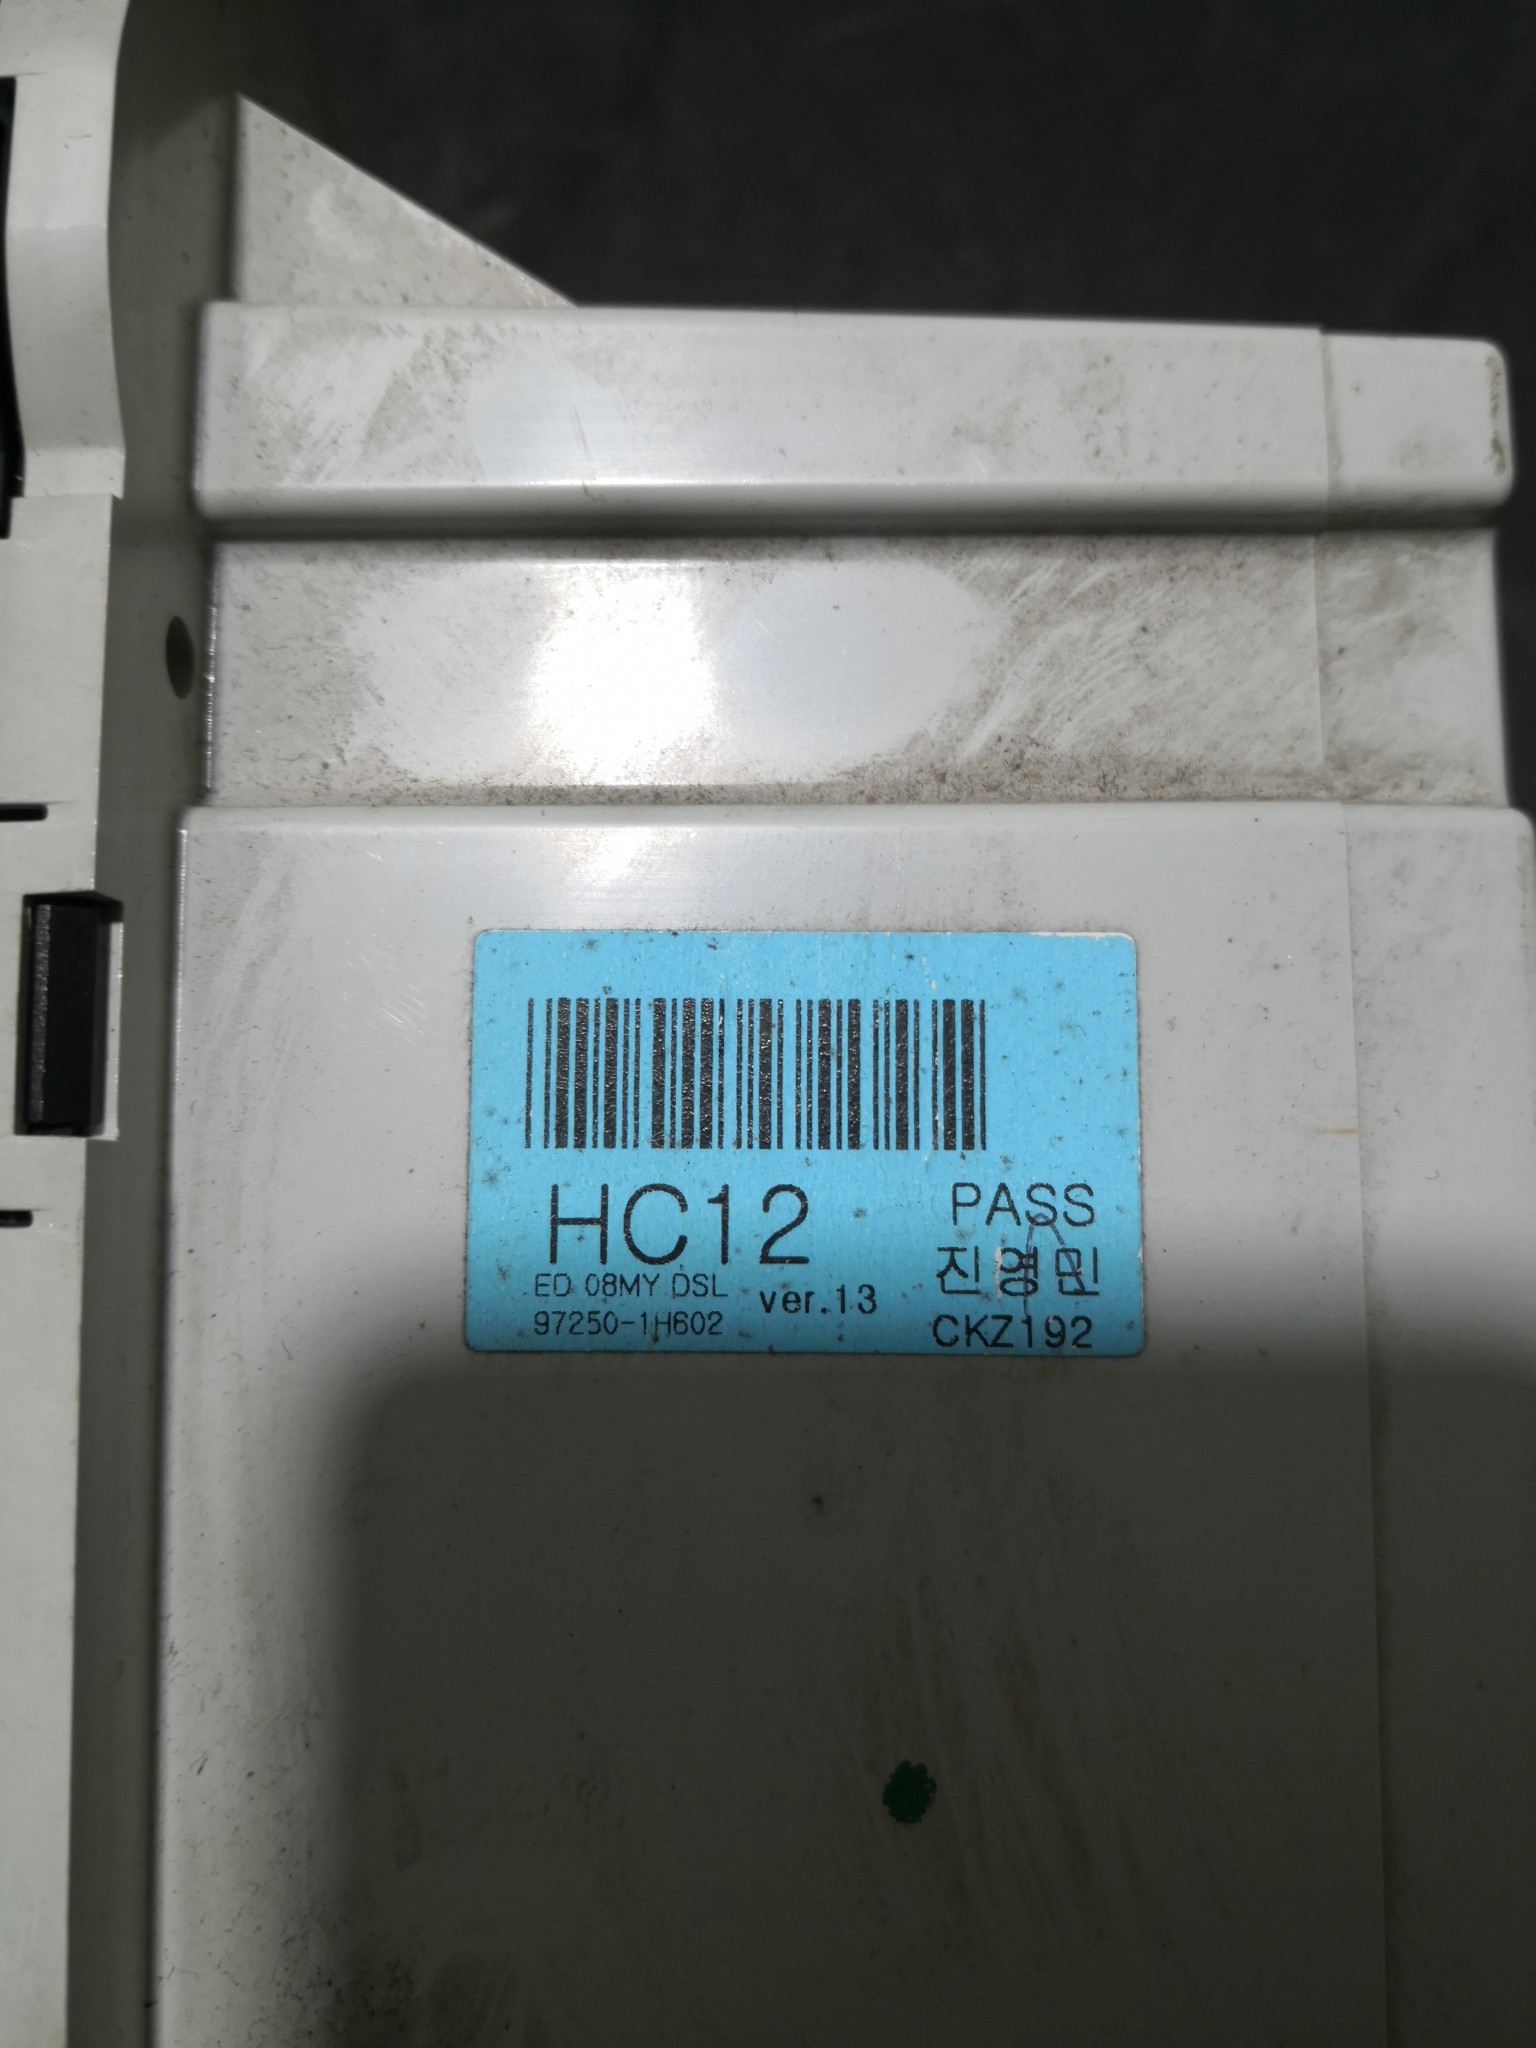 HC12
ED 08MY DSL
97250-1H602
ver.13
PASS
진영민
CKZ192